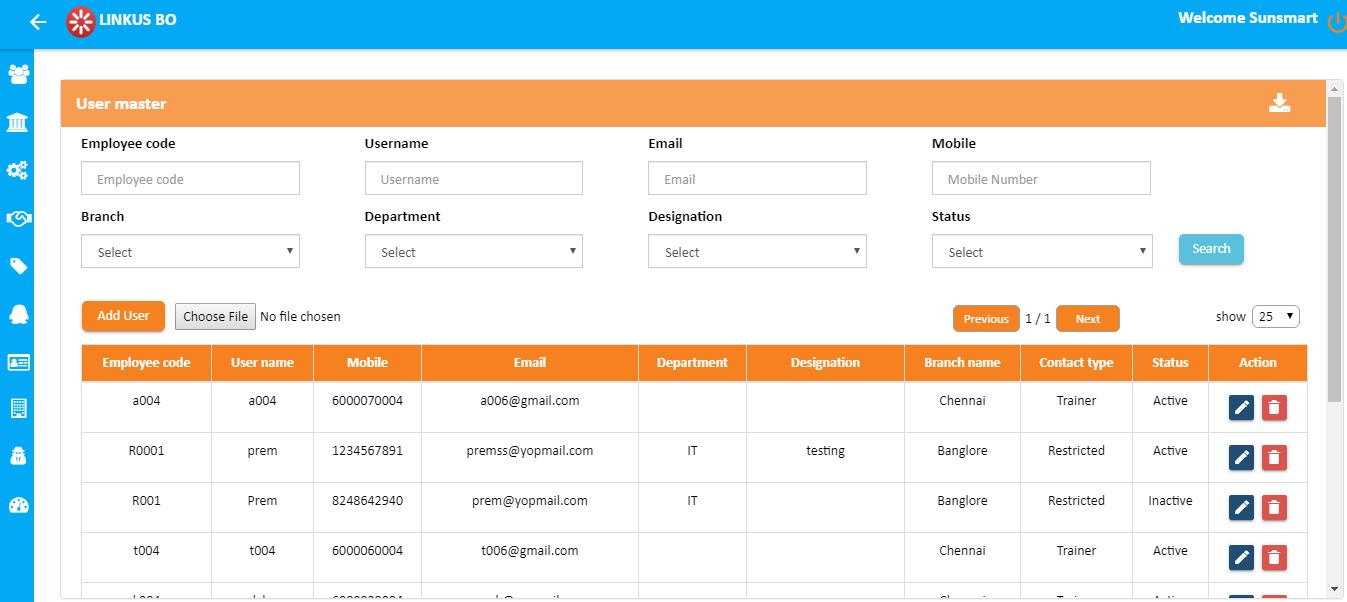 LINKUS BO
Welcome Sunsmart
User master
Employee code Username Email Mobile
Employee code Username Email Mobile Number
Branch Department Designation Status
Select Select Select Select Search
Add User Choose File No file chosen Previous 1 / 1 Next show 25
Employee code User name Mobile Email Department Designation Branch name Contact type Status Action
a004 a004 6000070004 a006@gmail.com Chennai Trainer Active
R0001 prem 1234567891 premss@yopmail.com IT testing Banglore Restricted Active
R001 Prem 8248642940 prem@yopmail.com IT Banglore Restricted Inactive
t004 t004 6000060004 t006@gmail.com Chennai Trainer Active